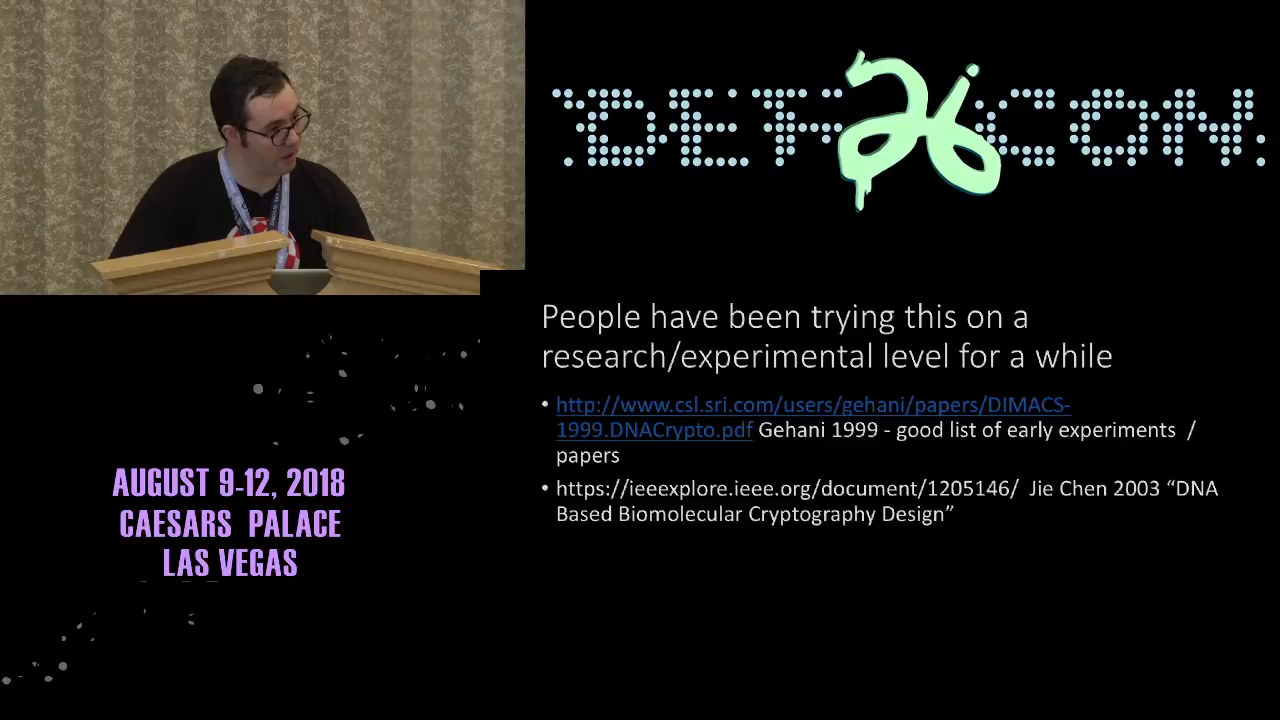 DEF 26 CON
People have been trying this on a
research/experimental level for a while
• http://www.csl.sri.com/users/gehani/papers/DIMACS-
1999.DNACrypto.pdf Gehani 1999 - good list of early experiments /
papers
• https://ieeexplore.ieee.org/document/1205146/ Jie Chen 2003 “DNA
Based Biomolecular Cryptography Design”
AUGUST 9-12, 2018
CAESARS PALACE
LAS VEGAS